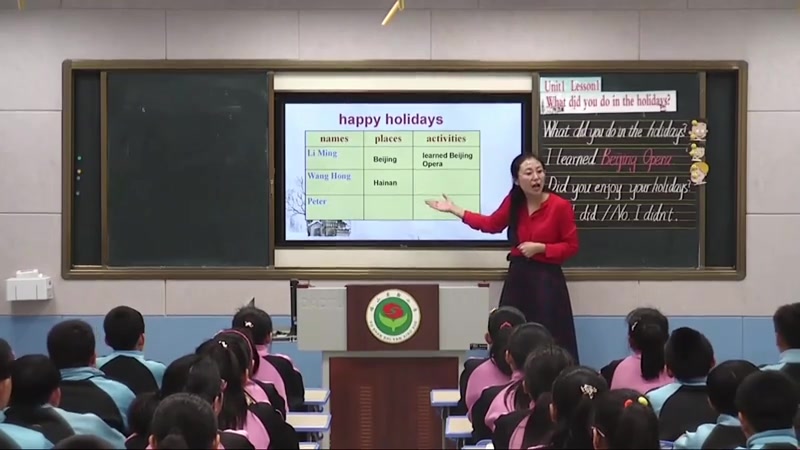 happy holidays
names places activities
Li Ming Beijing learned Beijing Opera
Wang Hong Hainan
Peter
Unit1 Lesson1
What did you do in the holidays?
What did you do in the holidays?
I learned Beijing Opera
Did you enjoy your holidays?
did // No. I didn't.